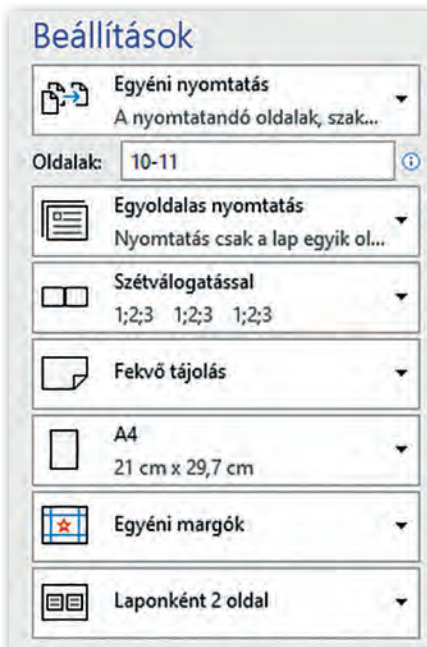 Beállítások
Egyéni nyomtatás
A nyomtatandó oldalak, szak...
Oldalak: 10-11
Egyoldalas nyomtatás
Nyomtatás csak a lap egyik ol...
Szétválogatással
1;2;3 1;2;3 1;2;3
Fekvő tájolás
A4
21 cm x 29,7 cm
Egyéni margók
Laponként 2 oldal